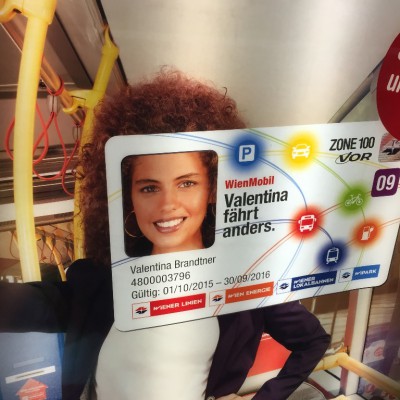 ZONE 100
VOR
P
WienMobil
Valentina
fährt
anders.
09
Valentina Brandtner
4800003796
Gültig: 01/10/2015 – 30/09/2016
WIENER LINIEN
WIEN ENERGIE
WIENER LOKALBAHNEN
WIPARK